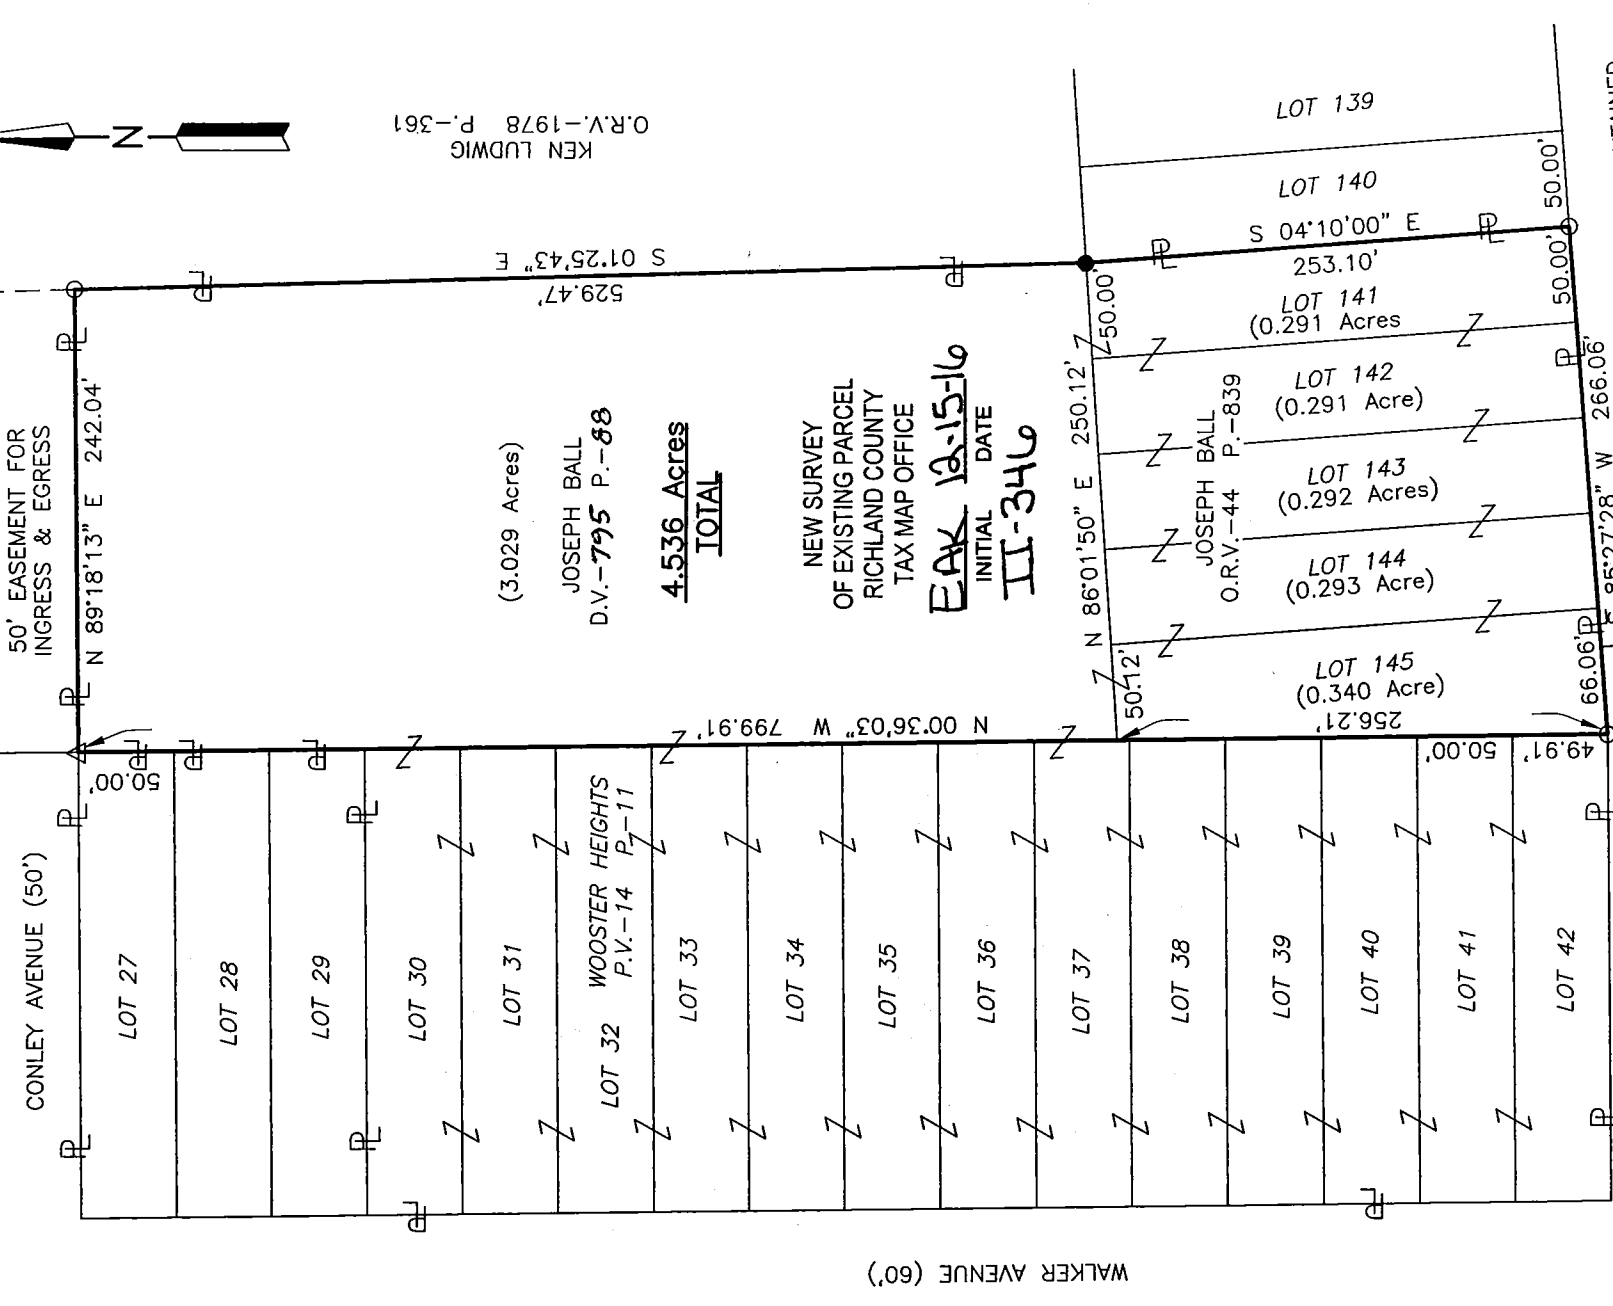 50' EASEMENT FOR
INGRESS & EGRESS
N 89°18'13" E 242.04'
N
KEN LUDWIG
O.R.V.-1978 P.-361
S 01°25'43" E
529.47'
(3.029 Acres)
JOSEPH BALL
D.V.-795 P.-88
4.536 Acres
TOTAL
NEW SURVEY
OF EXISTING PARCEL
RICHLAND COUNTY
TAX MAP OFFICE
EAK 12-15-16
INITIAL DATE
II-346
N 86°01'50" E 250.12'
50.00'
50.12'
LOT 139
LOT 140
S 04°10'00" E
253.10'
50.00'
50.00'
LOT 141
(0.291 Acres
LOT 142
(0.291 Acre)
JOSEPH BALL
O.R.V.-44 P.-839
LOT 143
(0.292 Acres)
LOT 144
(0.293 Acre)
LOT 145
(0.340 Acre)
256.21'
66.06'
85°27'28" W 266.06'
N 00°36'03" W 799.91'
50.00'
50.00'
49.91'
CONLEY AVENUE (50')
LOT 27
LOT 28
LOT 29
LOT 30
LOT 31
LOT 32 WOOSTER HEIGHTS
P.V.-14 P.-11
LOT 33
LOT 34
LOT 35
LOT 36
LOT 37
LOT 38
LOT 39
LOT 40
LOT 41
LOT 42
WALKER AVENUE (60')